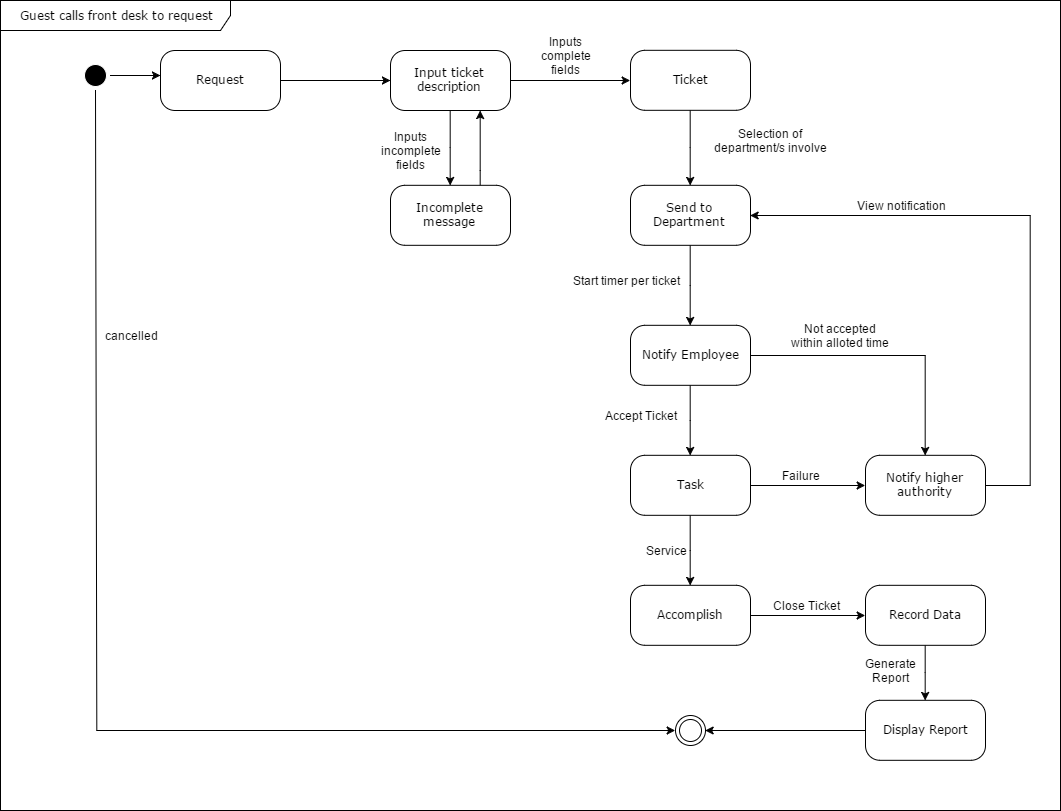 Guest calls front desk to request
Request
Input ticket
description
Inputs
complete
fields
Ticket
Inputs
incomplete
fields
Selection of
department/s involve
Incomplete
message
Send to
Department
View notification
Start timer per ticket
cancelled
Notify Employee
Not accepted
within alloted time
Accept Ticket
Task
Failure
Notify higher
authority
Service
Accomplish
Close Ticket
Record Data
Generate
Report
Display Report